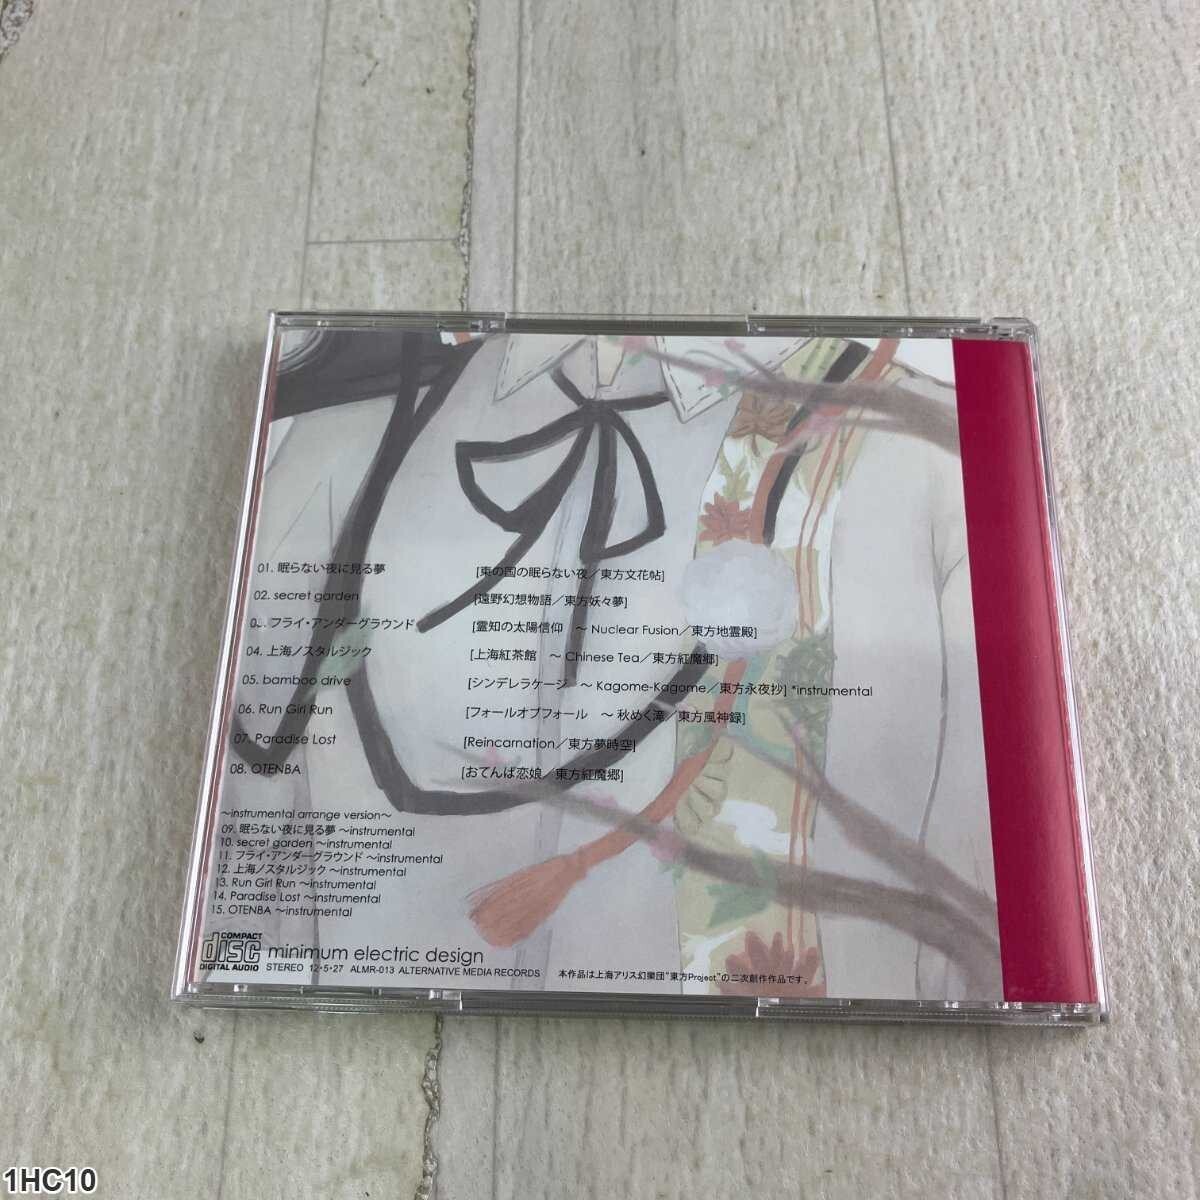 01. 眠らない夜に見る夢 [東の国の眠らない夜／東方文花帖]
02. secret garden [遠野幻想物語／東方妖々夢]
03. フライ・アンダーグラウンド [霊知の太陽信仰　～ Nuclear Fusion／東方地霊殿]
04. 上海ノスタルジック [上海紅茶館　～ Chinese Tea／東方紅魔郷]
05. bamboo drive [シンデレラケージ　～ Kagome-Kagome／東方永夜抄] *instrumental
06. Run Girl Run [フォールオブフォール　～ 秋めく滝／東方風神録]
07. Paradise Lost [Reincarnation／東方夢時空]
08. OTENBA [おてんば恋娘／東方紅魔郷]
～instrumental arrange version～
09. 眠らない夜に見る夢 ～instrumental
10. secret garden ～instrumental
11. フライ・アンダーグラウンド ～instrumental
12. 上海ノスタルジック ～instrumental
13. Run Girl Run ～instrumental
14. Paradise Lost ～instrumental
15. OTENBA ～instrumental
COMPACT disc DIGITAL AUDIO
minimum electric design
STEREO 12・5・27 ALMR-013 ALTERNATIVE MEDIA RECORDS
本作品は上海アリス幻樂団"東方Project"の二次創作作品です。
1HC10